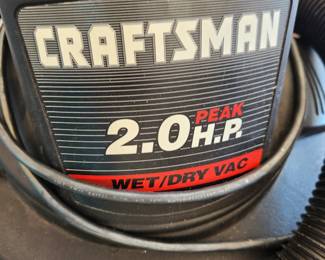 CRAFTSMAN
2.0 PEAK H.P.
WET/DRY VAC